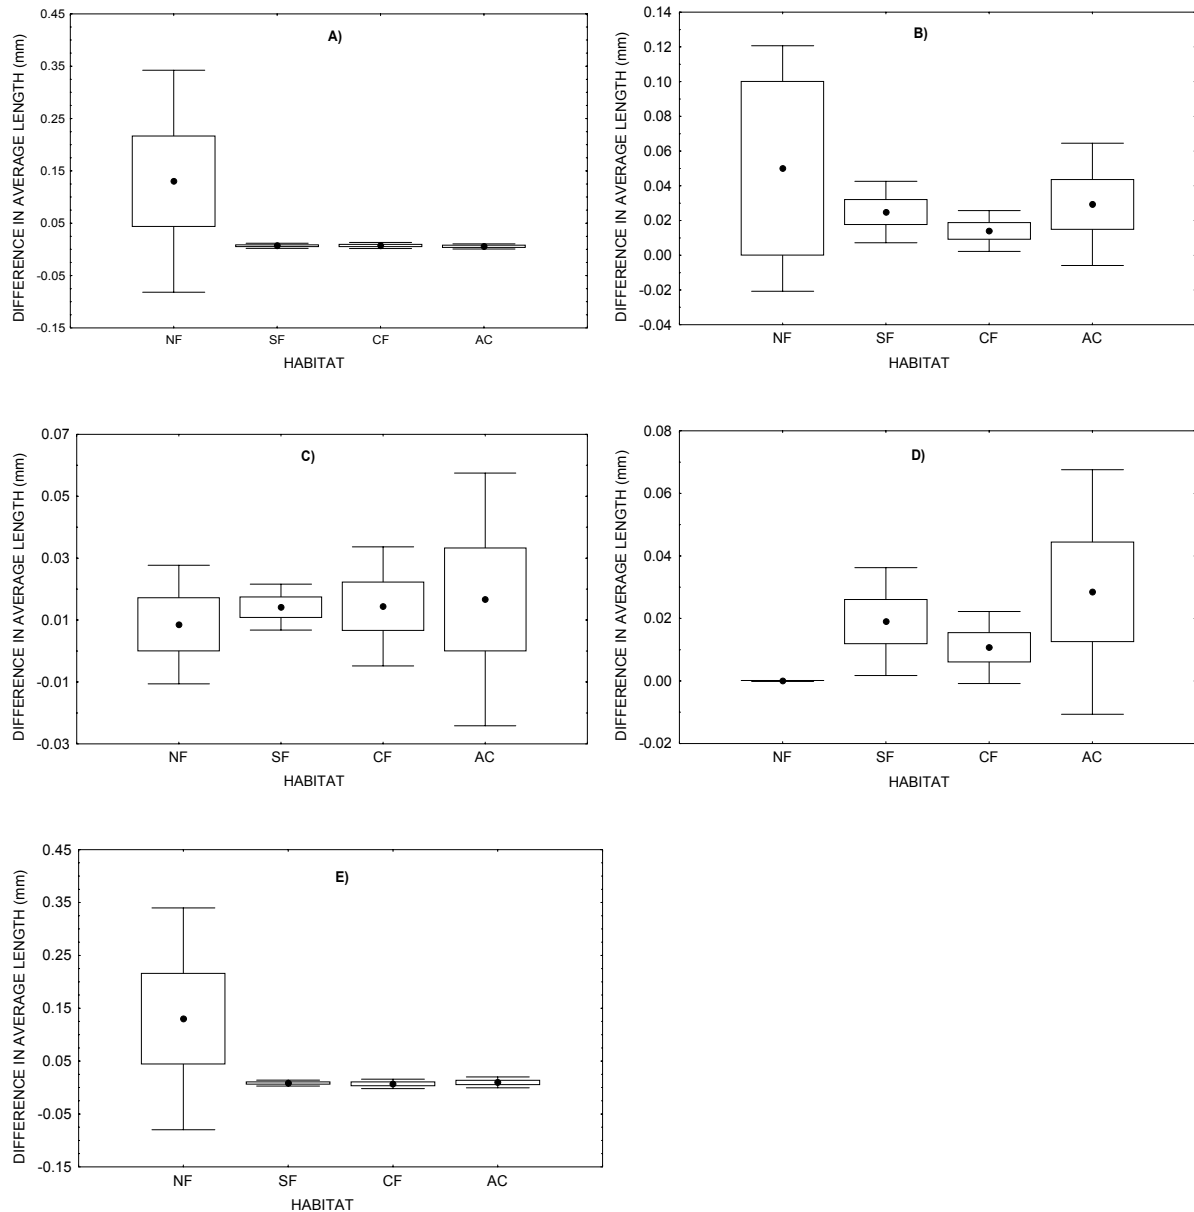 A)
DIFFERENCE IN AVERAGE LENGTH (mm)
0.45
0.35
0.25
0.15
0.05
-0.05
-0.15
NF SF CF AC
HABITAT
B)
DIFFERENCE IN AVERAGE LENGTH (mm)
0.14
0.12
0.10
0.08
0.06
0.04
0.02
0.00
-0.02
-0.04
NF SF CF AC
HABITAT
C)
DIFFERENCE IN AVERAGE LENGTH (mm)
0.07
0.05
0.03
0.01
-0.01
-0.03
NF SF CF AC
HABITAT
D)
DIFFERENCE IN AVERAGE LENGTH (mm)
0.08
0.06
0.04
0.02
0.00
-0.02
NF SF CF AC
HABITAT
E)
DIFFERENCE IN AVERAGE LENGTH (mm)
0.45
0.35
0.25
0.15
0.05
-0.05
-0.15
NF SF CF AC
HABITAT